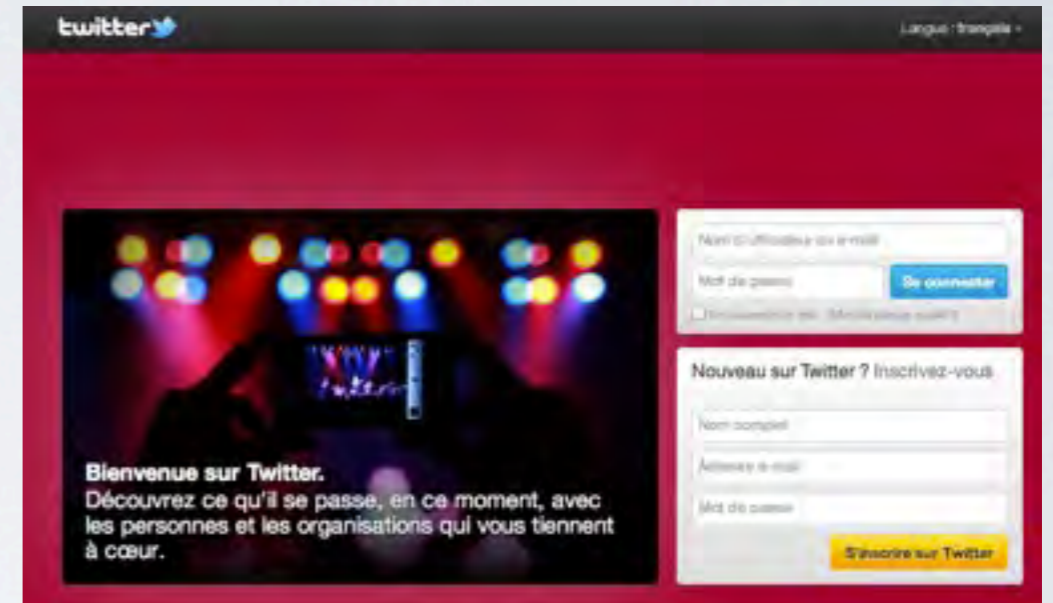 twitter
Langue : français
Nom d'utilisateur ou e-mail
Mot de passe
Se connecter
Bienvenue sur Twitter.
Découvrez ce qu'il se passe, en ce moment, avec
les personnes et les organisations qui vous tiennent
à cœur.
Nouveau sur Twitter ? Inscrivez-vous
Nom complet
Adresse e-mail
Mot de passe
S'inscrire sur Twitter